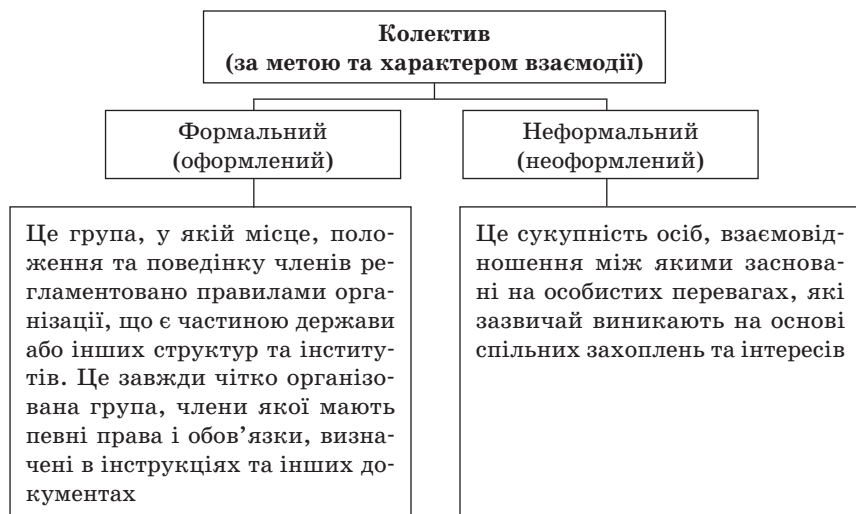 Колектив
(за метою та характером взаємодії)
Формальний
(оформлений)
Неформальний
(неоформлений)
Це група, у якій місце, поло-
ження та поведінку членів ре-
гламентовано правилами орга-
нізації, що є частиною держави
або інших структур та інститу-
тів. Це завжди чітко організо-
вана група, члени якої мають
певні права і обов’язки, визна-
чені в інструкціях та інших до-
кументах
Це сукупність осіб, взаємовід-
ношення між якими заснова-
ні на особистих перевагах, які
зазвичай виникають на основі
спільних захоплень та інтересів